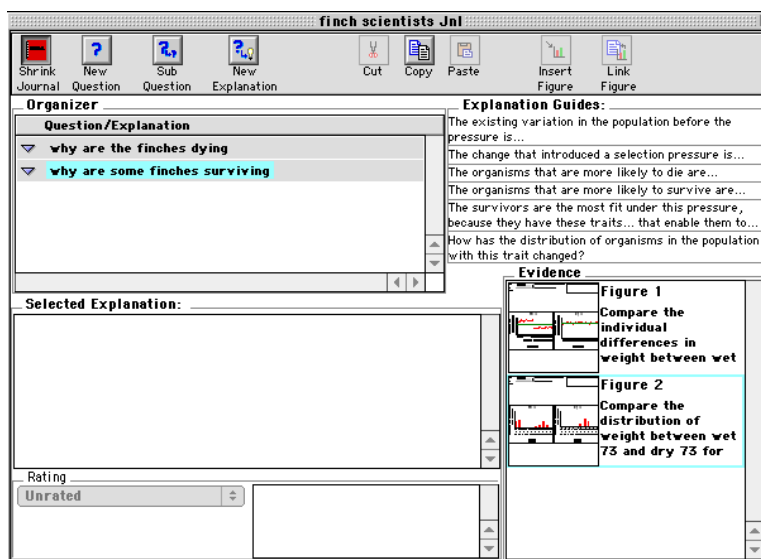 finch scientists Jnl
Shrink Journal
New Question
Sub Question
New Explanation
Cut
Copy
Paste
Insert Figure
Link Figure
Organizer
Question/Explanation
why are the finches dying
why are some finches surviving
Explanation Guides:
The existing variation in the population before the
pressure is...
The change that introduced a selection pressure is...
The organisms that are more likely to die are...
The organisms that are more likely to survive are...
The survivors are the most fit under this pressure,
because they have these traits... that enable them to...
How has the distribution of organisms in the population
with this trait changed?
Selected Explanation:
Evidence
Figure 1
Compare the
individual
differences in
weight between wet
Figure 2
Compare the
distribution of
weight between wet
73 and dry 73 for
Rating
Unrated